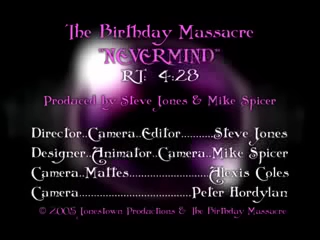 The Birthday Massacre
"NEVERMIND"
RT: 4:28
Produced by Steve Jones & Mike Spicer
Director..Camera..Editor...........Steve Jones
Designer..Animator..Camera..Mike Spicer
Camera..Mattes......................Alexis Coles
Camera................................Peter Hordylan
© 2005 Jonestown Productions & The Birthday Massacre